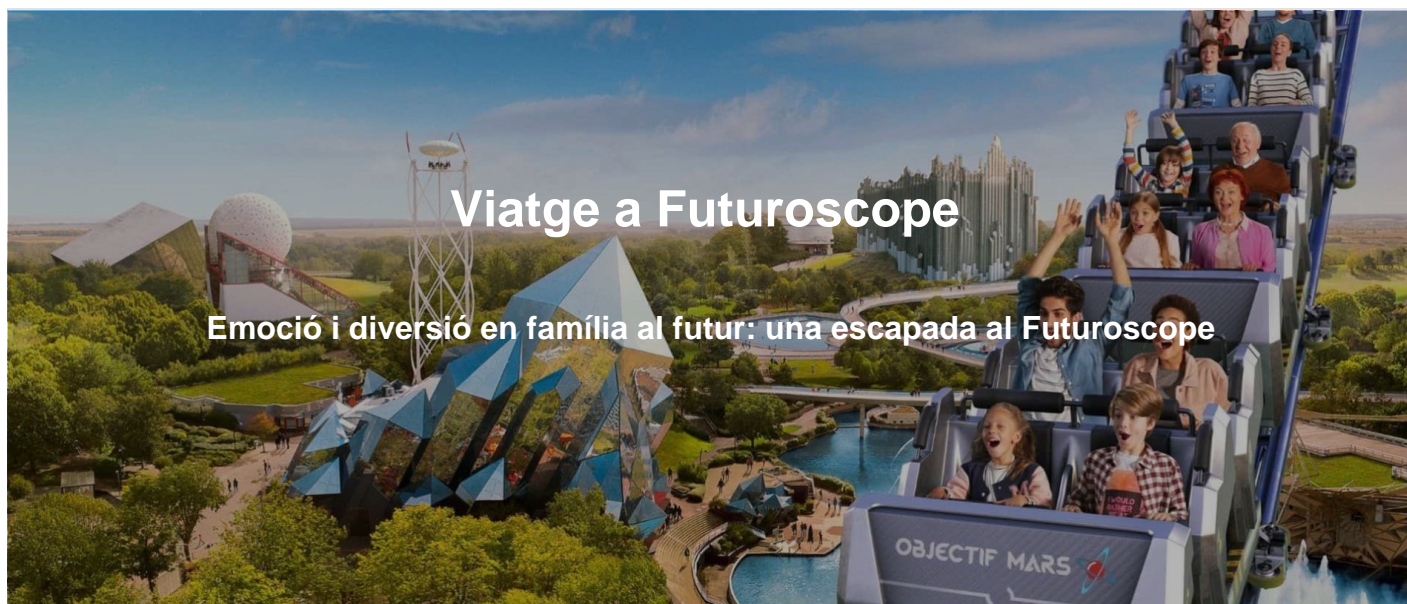 Viatge a Futuroscope
Emoció i diversió en família al futur: una escapada al Futuroscope
OBJECTIF MARS